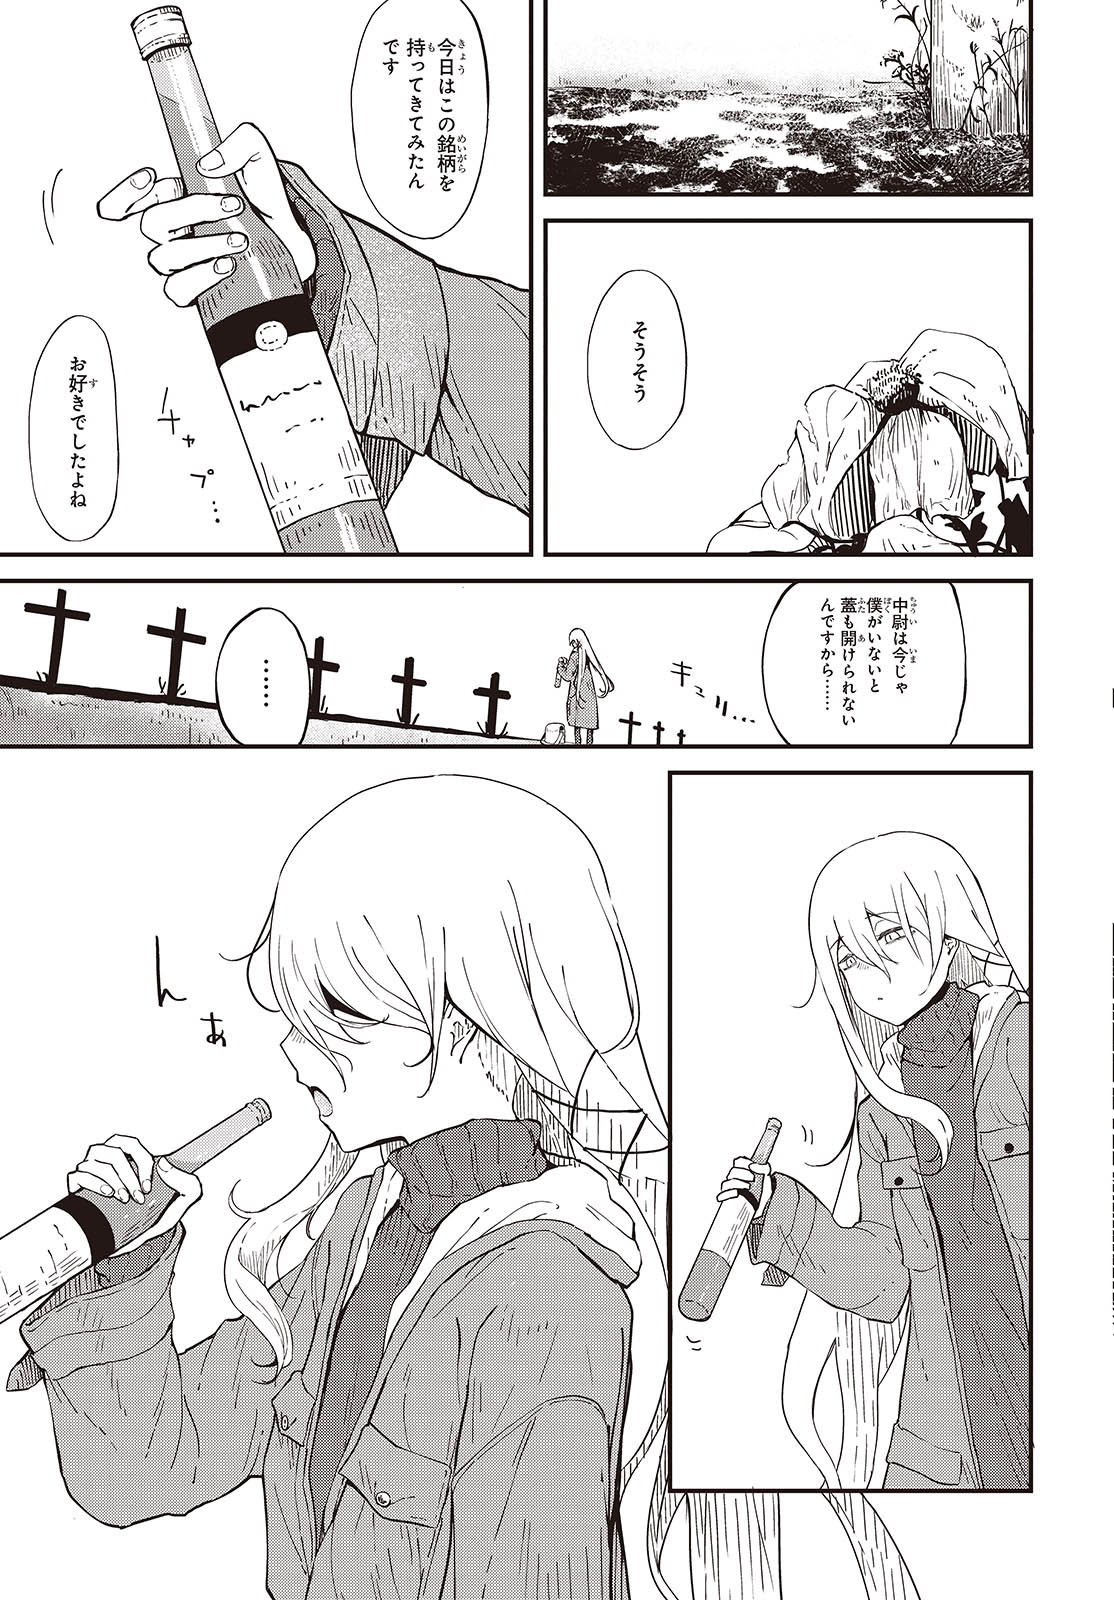 そうそう
今日はこの銘柄を
持ってきてみたん
です
チャプ…
お好きでしたよね
中尉は今じゃ
僕がいないと
蓋も開けられない
んですから……
キュリ…
……
んぁ